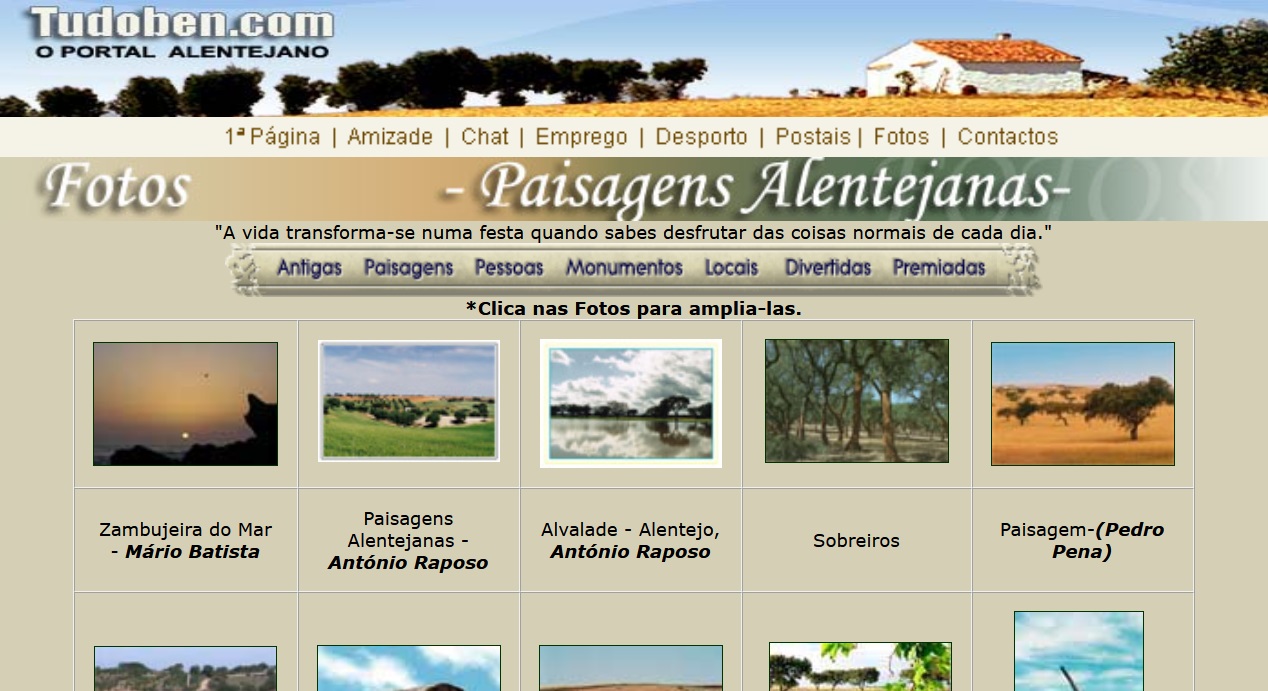 Tudoben.com
O PORTAL ALENTEJANO
1ª Página | Amizade | Chat | Emprego | Desporto | Postais | Fotos | Contactos
Fotos - Paisagens Alentejanas-
FOTOS
"A vida transforma-se numa festa quando sabes desfrutar das coisas normais de cada dia."
Antigas Paisagens Pessoas Monumentos Locais Divertidas Premiadas
*Clica nas Fotos para amplia-las.
Zambujeira do Mar
- Mário Batista
Paisagens
Alentejanas -
António Raposo
Alvalade - Alentejo,
António Raposo
Sobreiros
Paisagem-(Pedro
Pena)